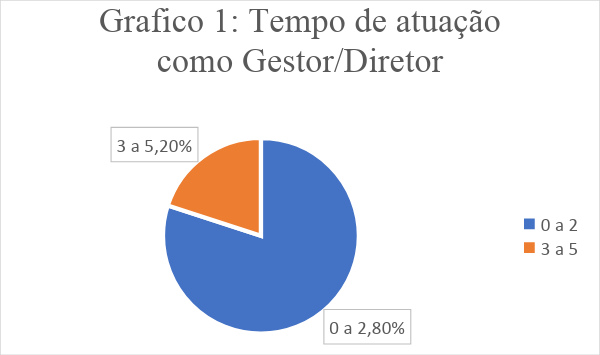 Grafico 1: Tempo de atuação
como Gestor/Diretor
3 a 5,20%
0 a 2
3 a 5
0 a 2,80%